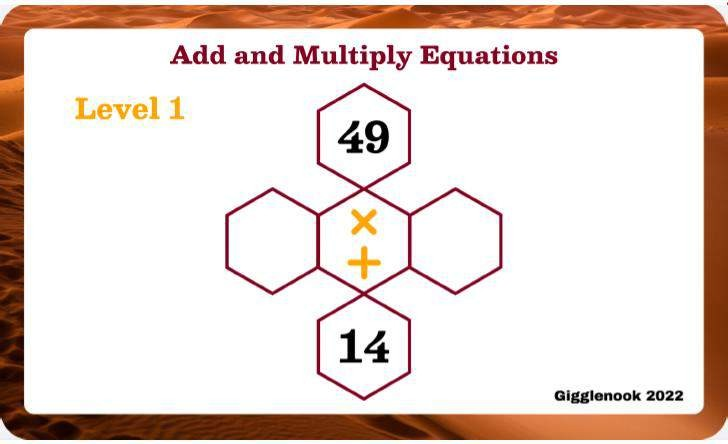 Add and Multiply Equations
Level 1
49
×
+
14
Gigglenook 2022